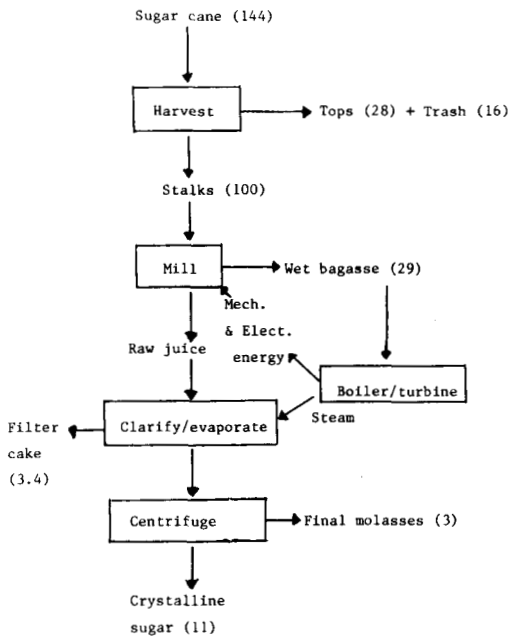 Sugar cane (144)
Harvest
Tops (28) + Trash (16)
Stalks (100)
Mill
Wet bagasse (29)
Mech.
& Elect.
energy
Raw juice
Boiler/turbine
Steam
Clarify/evaporate
Filter
cake
(3.4)
Centrifuge
Final molasses (3)
Crystalline
sugar (11)